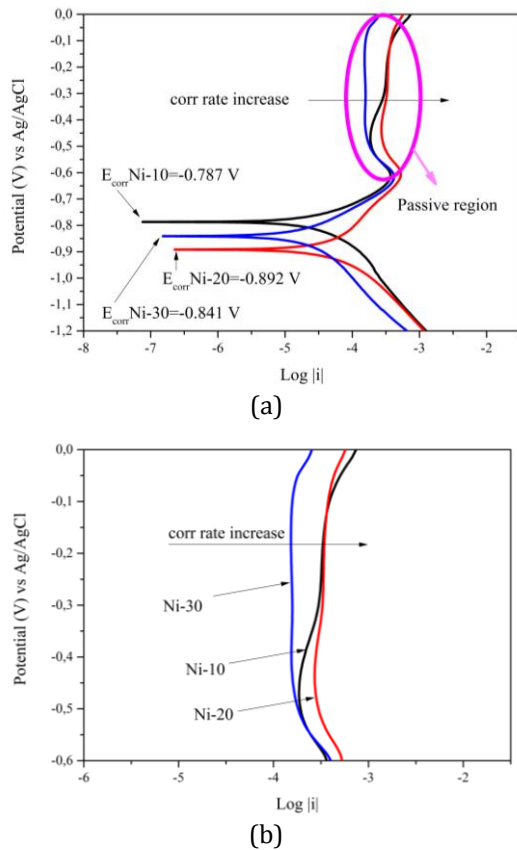 0,0
-0,1
-0,2
-0,3
-0,4
-0,5
-0,6
-0,7
-0,8
-0,9
-1,0
-1,1
-1,2
Potential (V) vs Ag/AgCl
corr rate increase
Passive region
EcorrNi-10=-0.787 V
EcorrNi-20=-0.892 V
EcorrNi-30=-0.841 V
-8 -7 -6 -5 -4 -3 -2
Log |i|
(a)
0,0
-0,1
-0,2
-0,3
-0,4
-0,5
-0,6
Potential (V) vs Ag/AgCl
corr rate increase
Ni-30
Ni-10
Ni-20
-6 -5 -4 -3 -2
Log |i|
(b)